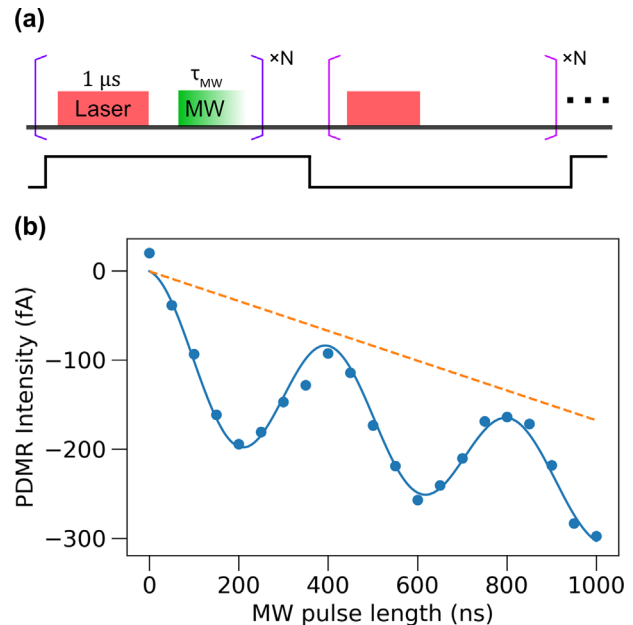 (a)
×N
×N
1 μs
τMW
Laser
MW
(b)
PDMR Intensity (fA)
0
−100
−200
−300
0
200
400
600
800
1000
MW pulse length (ns)